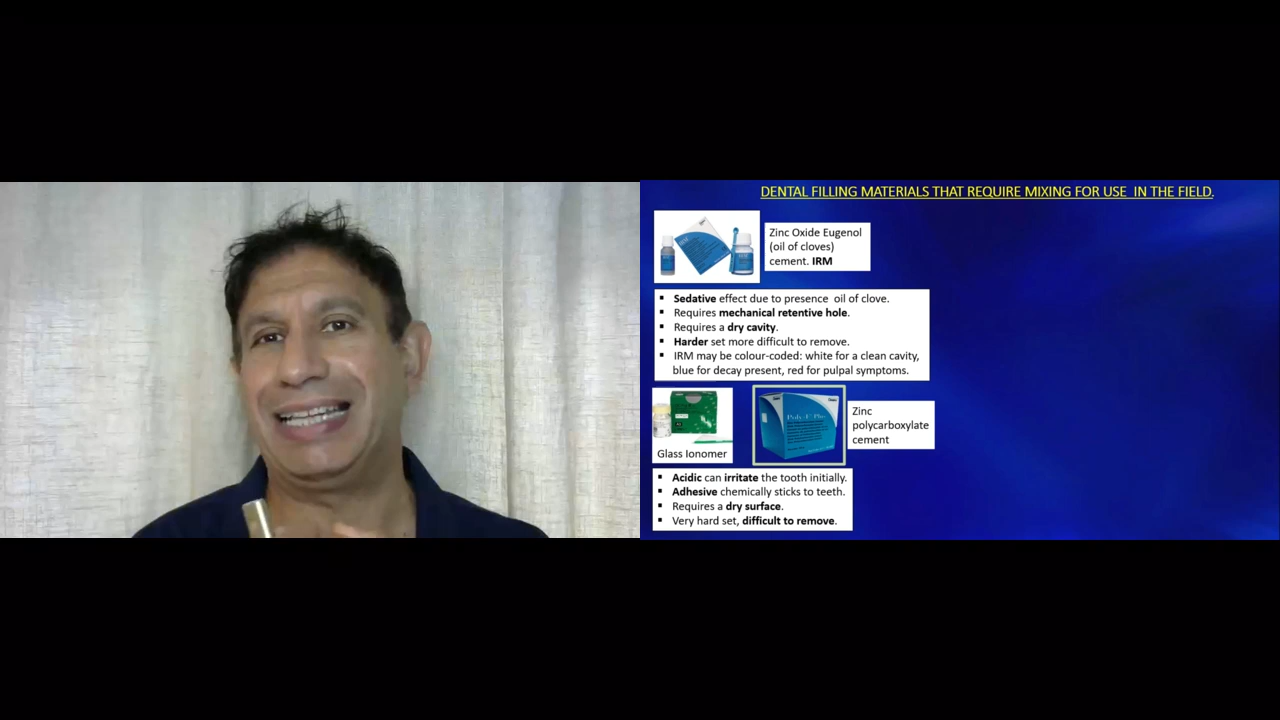 DENTAL FILLING MATERIALS THAT REQUIRE MIXING FOR USE IN THE FIELD.
Zinc Oxide Eugenol
(oil of cloves)
cement. IRM
▪ Sedative effect due to presence oil of clove.
▪ Requires mechanical retentive hole.
▪ Requires a dry cavity.
▪ Harder set more difficult to remove.
▪ IRM may be colour-coded: white for a clean cavity,
blue for decay present, red for pulpal symptoms.
Glass Ionomer
Poly-F Plus
Zinc
polycarboxylate
cement
▪ Acidic can irritate the tooth initially.
▪ Adhesive chemically sticks to teeth.
▪ Requires a dry surface.
▪ Very hard set, difficult to remove.